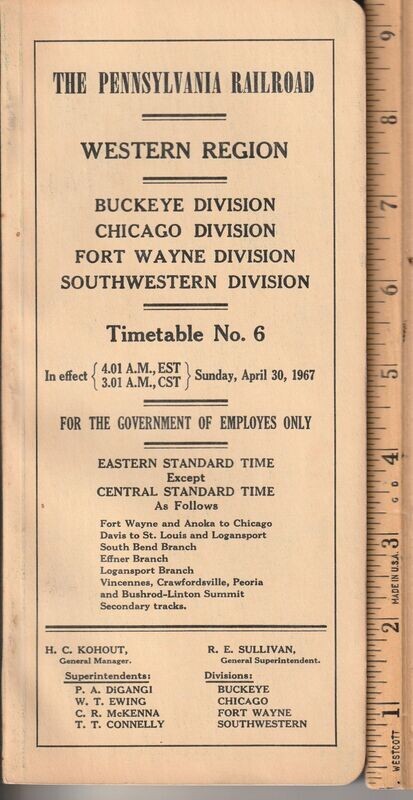 THE PENNSYLVANIA RAILROAD
WESTERN REGION
BUCKEYE DIVISION
CHICAGO DIVISION
FORT WAYNE DIVISION
SOUTHWESTERN DIVISION
Timetable No. 6
In effect { 4.01 A.M., EST
3.01 A.M., CST } Sunday, April 30, 1967
FOR THE GOVERNMENT OF EMPLOYES ONLY
EASTERN STANDARD TIME
Except
CENTRAL STANDARD TIME
As Follows
Fort Wayne and Anoka to Chicago
Davis to St. Louis and Logansport
South Bend Branch
Effner Branch
Logansport Branch
Vincennes, Crawfordsville, Peoria
and Bushrod-Linton Summit
Secondary tracks.
H. C. KOHOUT, R. E. SULLIVAN,
General Manager. General Superintendent.
Superintendents: Divisions:
P. A. DiGANGI BUCKEYE
W. T. EWING CHICAGO
C. R. McKENNA FORT WAYNE
T. T. CONNELLY SOUTHWESTERN
9
8
7
6
5
4
3
2
1
MADE IN U.S.A.
WESTCOTT